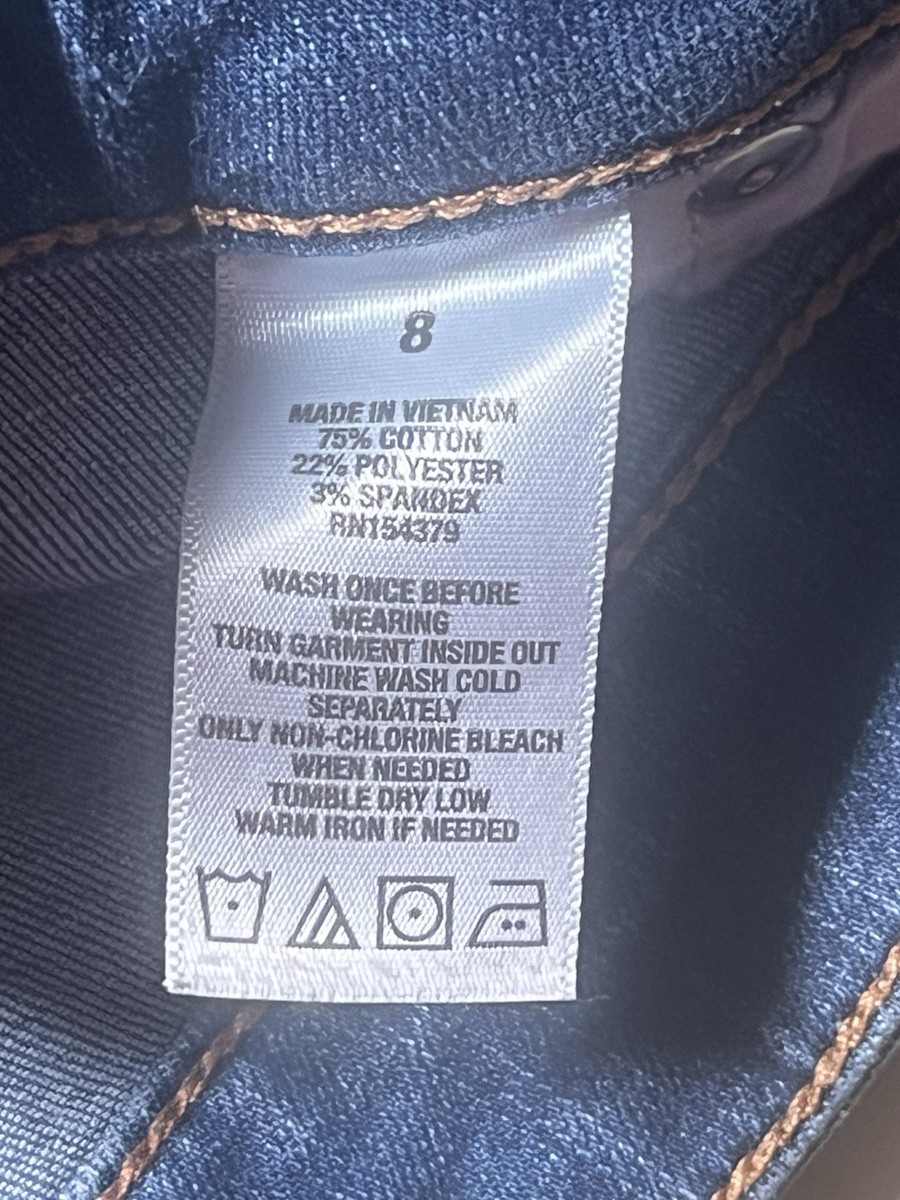 8
MADE IN VIETNAM
75% COTTON
22% POLYESTER
3% SPANDEX
RN154379
WASH ONCE BEFORE
WEARING
TURN GARMENT INSIDE OUT
MACHINE WASH COLD
SEPARATELY
ONLY NON-CHLORINE BLEACH
WHEN NEEDED
TUMBLE DRY LOW
WARM IRON IF NEEDED